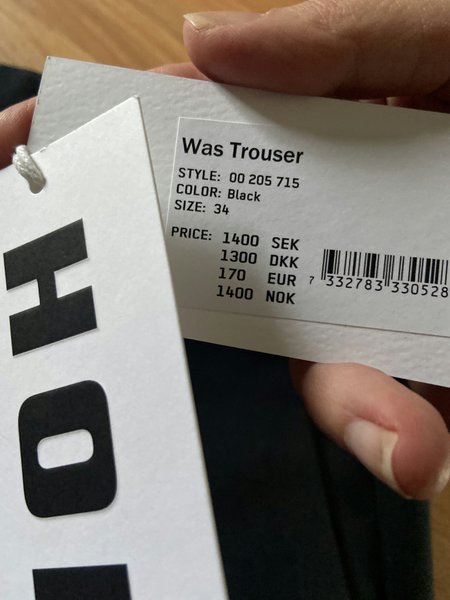 Was Trouser
STYLE: 00 205 715
COLOR: Black
SIZE: 34
PRICE: 1400 SEK
1300 DKK
170 EUR
1400 NOK
7 332783 330528
HO